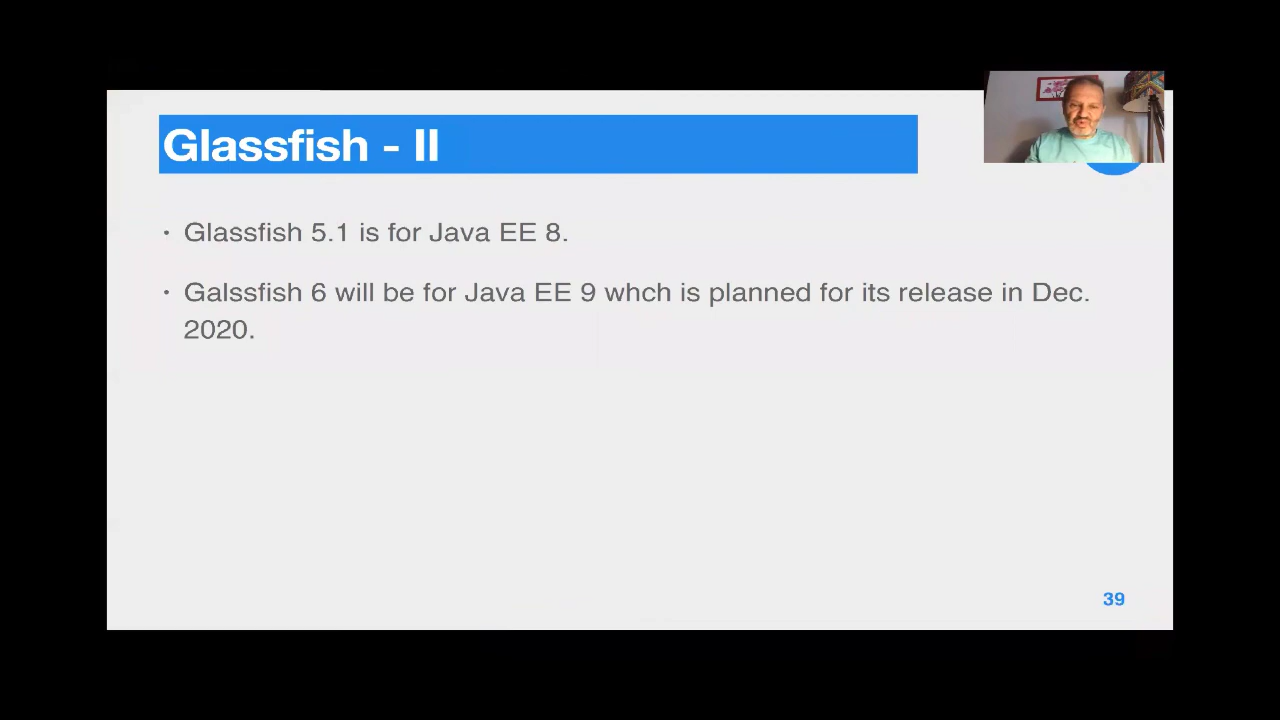 Glassfish - II
• Glassfish 5.1 is for Java EE 8.
• Galssfish 6 will be for Java EE 9 whch is planned for its release in Dec.
2020.
39